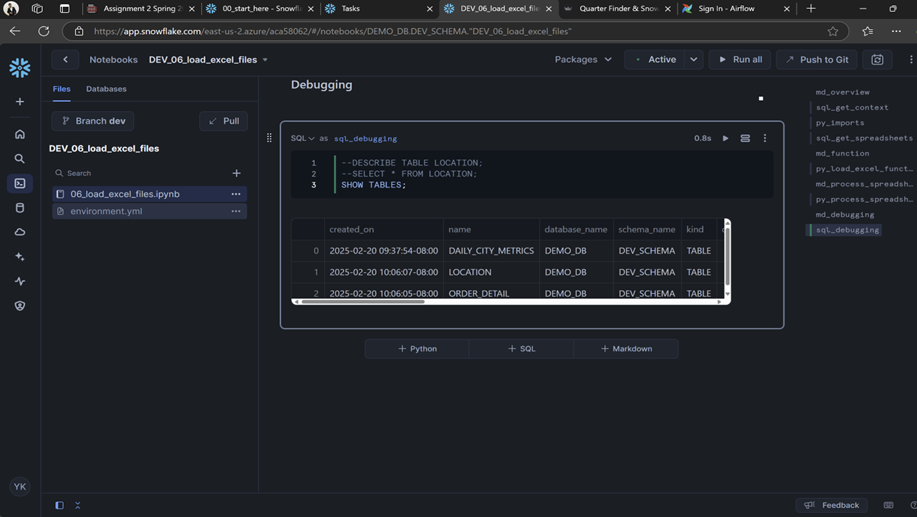 Assignment 2 Spring 2
00_start_here - Snowfl
Tasks
DEV_06_load_excel_files
Quarter Finder & Snow
Sign In - Airflow
https://app.snowflake.com/east-us-2.azure/aca58062/#/notebooks/DEMO_DB.DEV_SCHEMA."DEV_06_load_excel_files"
Notebooks DEV_06_load_excel_files
Packages
Active
Run all
Push to Git
Files
Databases
Branch dev
Pull
DEV_06_load_excel_files
Search
06_load_excel_files.ipynb
environment.yml
YK
Debugging
SQL as sql_debugging
0.8s
1 --DESCRIBE TABLE LOCATION;
2 --SELECT * FROM LOCATION;
3 SHOW TABLES;
created_on name database_name schema_name kind
0 2025-02-20 09:37:54-08:00 DAILY_CITY_METRICS DEMO_DB DEV_SCHEMA TABLE
1 2025-02-20 10:06:07-08:00 LOCATION DEMO_DB DEV_SCHEMA TABLE
2 2025-02-20 10:06:05-08:00 ORDER_DETAIL DEMO_DB DEV_SCHEMA TABLE
+ Python
+ SQL
+ Markdown
md_overview
sql_get_context
py_imports
sql_get_spreadsheets
md_function
py_load_excel_funct...
md_process_spreadsh...
py_process_spreadsh...
md_debugging
sql_debugging
Feedback